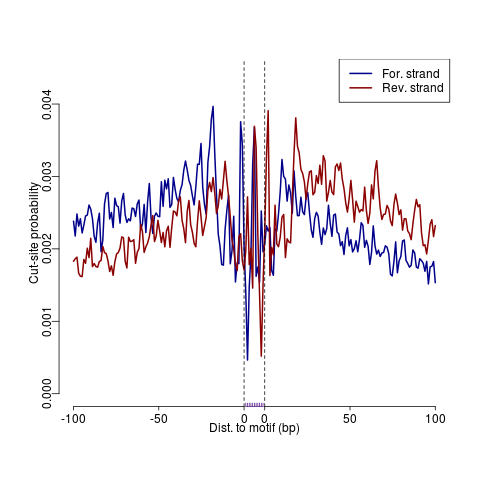 For. strand
Rev. strand
Cut-site probability
0.004
0.003
0.002
0.001
0.000
-100 -50 0 0 50 100
Dist. to motif (bp)